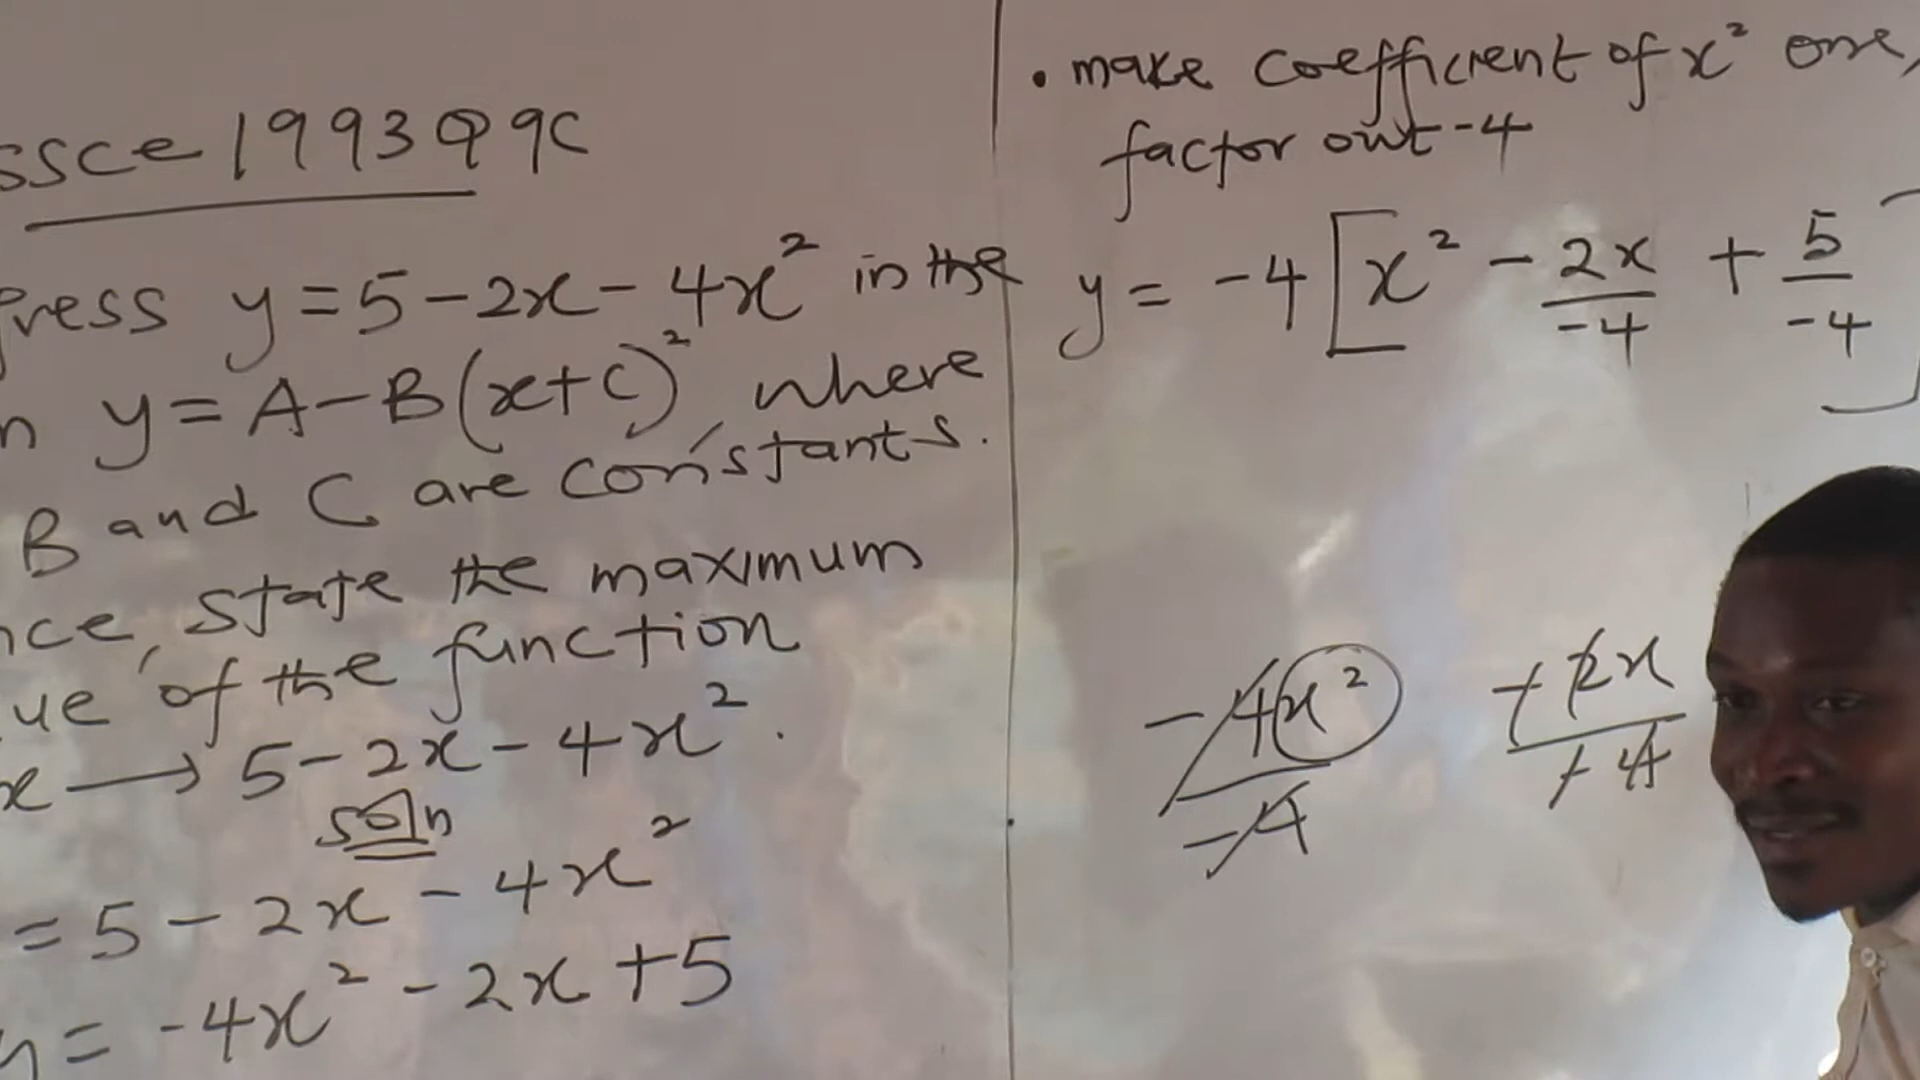 ssce 1993 Q9c
press y = 5 - 2x - 4x² in the
m y = A - B(x+C)², where
B and C are constants.
nce, state the maximum
ue of the function
x → 5 - 2x - 4x².
soln
= 5 - 2x - 4x²
y = -4x² - 2x + 5
• make coefficient of x² one,
factor out -4
y = -4[x² - 2x/-4 + 5/-4]
-4x²/-4
+2x/+4